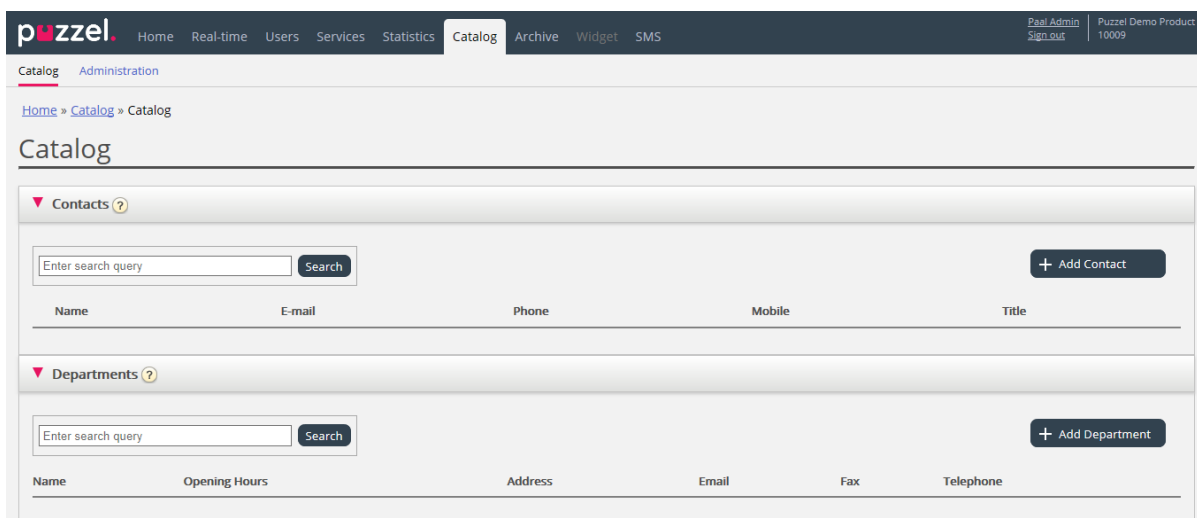 puzzel. Home Real-time Users Services Statistics Catalog Archive Widget SMS
Paal Admin
Sign out
Puzzel Demo Product
10009
Catalog Administration
Home » Catalog » Catalog
Catalog
Contacts ?
Enter search query Search + Add Contact
Name E-mail Phone Mobile Title
Departments ?
Enter search query Search + Add Department
Name Opening Hours Address Email Fax Telephone